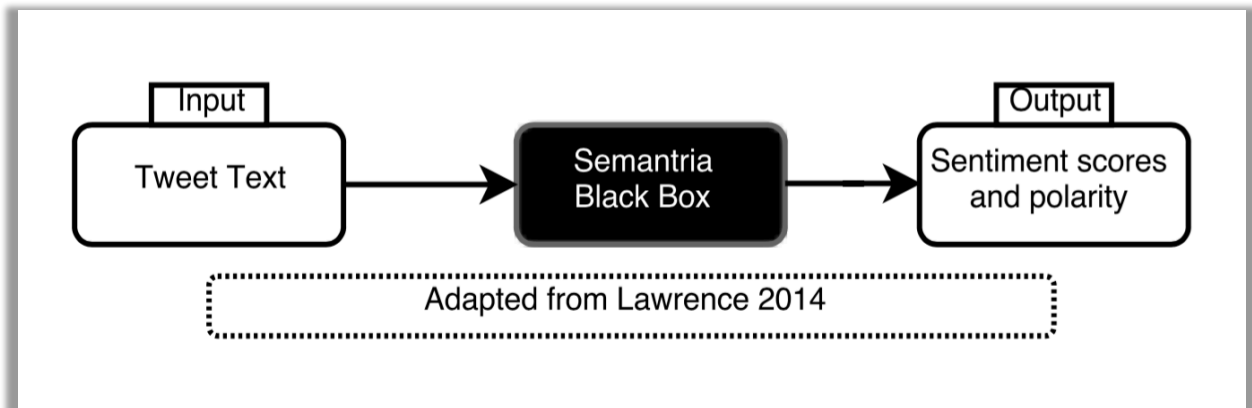 Input
Tweet Text
Semantria
Black Box
Output
Sentiment scores
and polarity
Adapted from Lawrence 2014